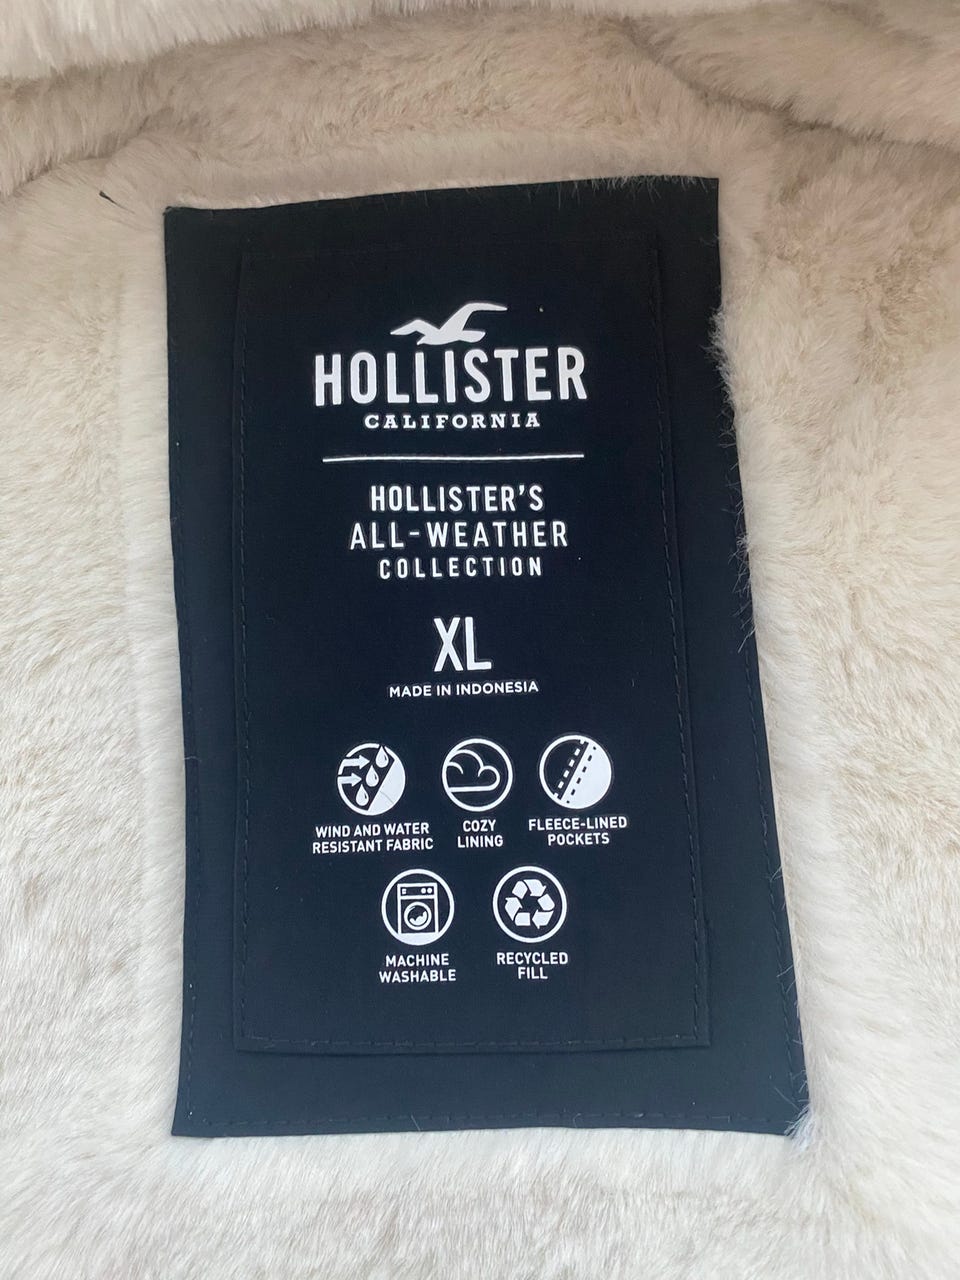 HOLLISTER
CALIFORNIA
HOLLISTER'S
ALL-WEATHER
COLLECTION
XL
MADE IN INDONESIA
WIND AND WATER
RESISTANT FABRIC
COZY
LINING
FLEECE-LINED
POCKETS
MACHINE
WASHABLE
RECYCLED
FILL